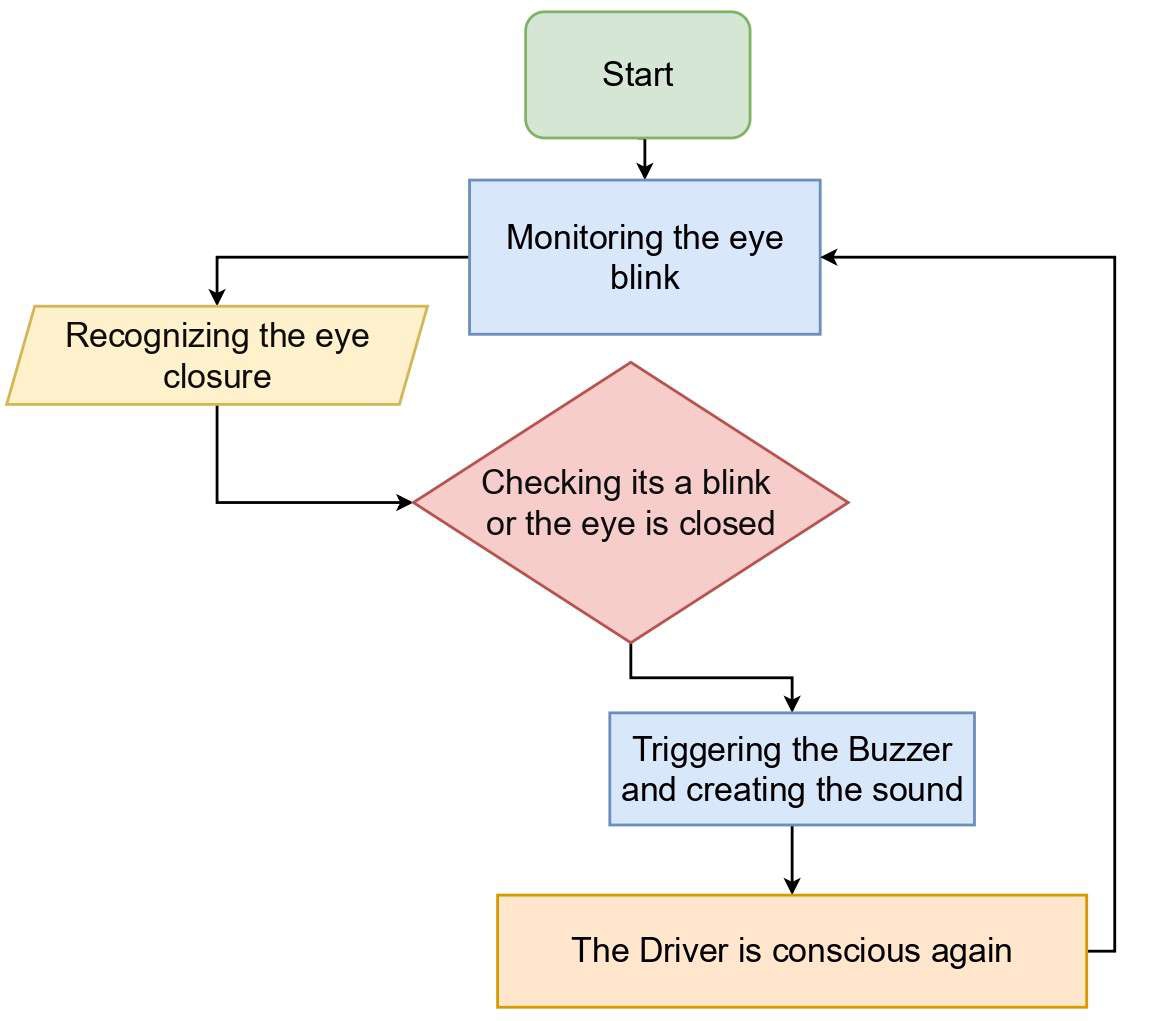 Start
Monitoring the eye
blink
Recognizing the eye
closure
Checking its a blink
or the eye is closed
Triggering the Buzzer
and creating the sound
The Driver is conscious again